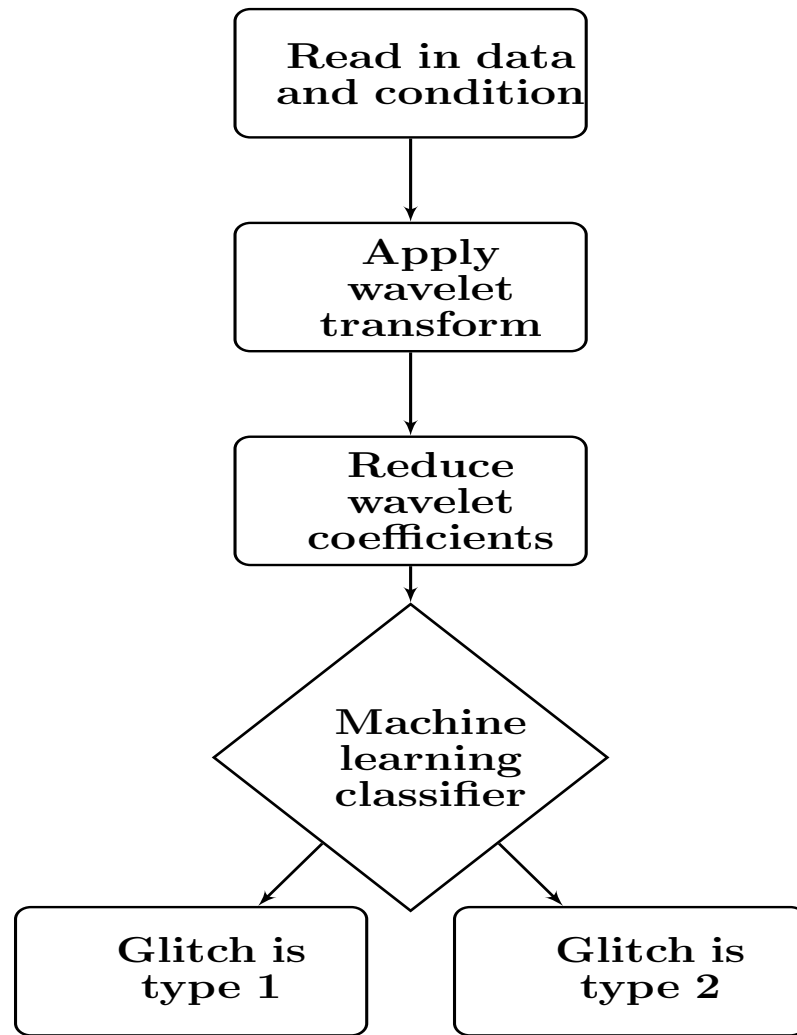 Read in data
and condition
Apply
wavelet
transform
Reduce
wavelet
coefficients
Machine
learning
classifier
Glitch is
type 1
Glitch is
type 2